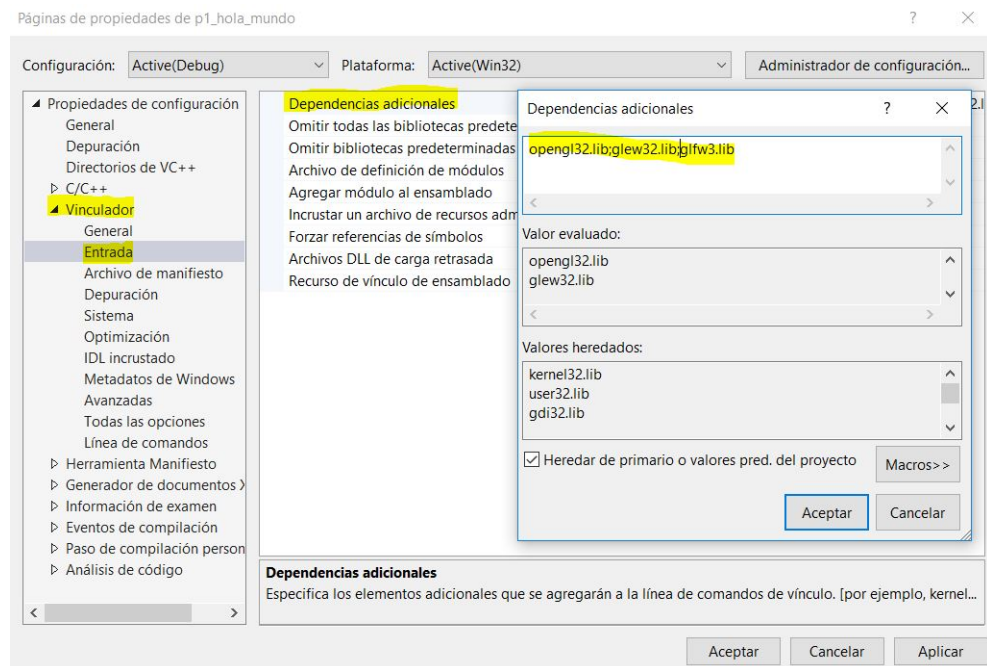 Páginas de propiedades de p1_hola_mundo
Configuración: Active(Debug) Plataforma: Active(Win32) Administrador de configuración...
Propiedades de configuración
General
Depuración
Directorios de VC++
C/C++
Vinculador
General
Entrada
Archivo de manifiesto
Depuración
Sistema
Optimización
IDL incrustado
Metadatos de Windows
Avanzadas
Todas las opciones
Línea de comandos
Herramienta Manifiesto
Generador de documentos X
Información de examen
Eventos de compilación
Paso de compilación person
Análisis de código
Dependencias adicionales
Omitir todas las bibliotecas predete
Omitir bibliotecas predeterminadas
Archivo de definición de módulos
Agregar módulo al ensamblado
Incrustar un archivo de recursos adm
Forzar referencias de símbolos
Archivos DLL de carga retrasada
Recurso de vínculo de ensamblado
Dependencias adicionales
opengl32.lib;glew32.lib;glfw3.lib
Valor evaluado:
opengl32.lib
glew32.lib
Valores heredados:
kernel32.lib
user32.lib
gdi32.lib
Heredar de primario o valores pred. del proyecto
Macros>>
Aceptar Cancelar
Dependencias adicionales
Especifica los elementos adicionales que se agregarán a la línea de comandos de vínculo. [por ejemplo, kernel...
Aceptar Cancelar Aplicar